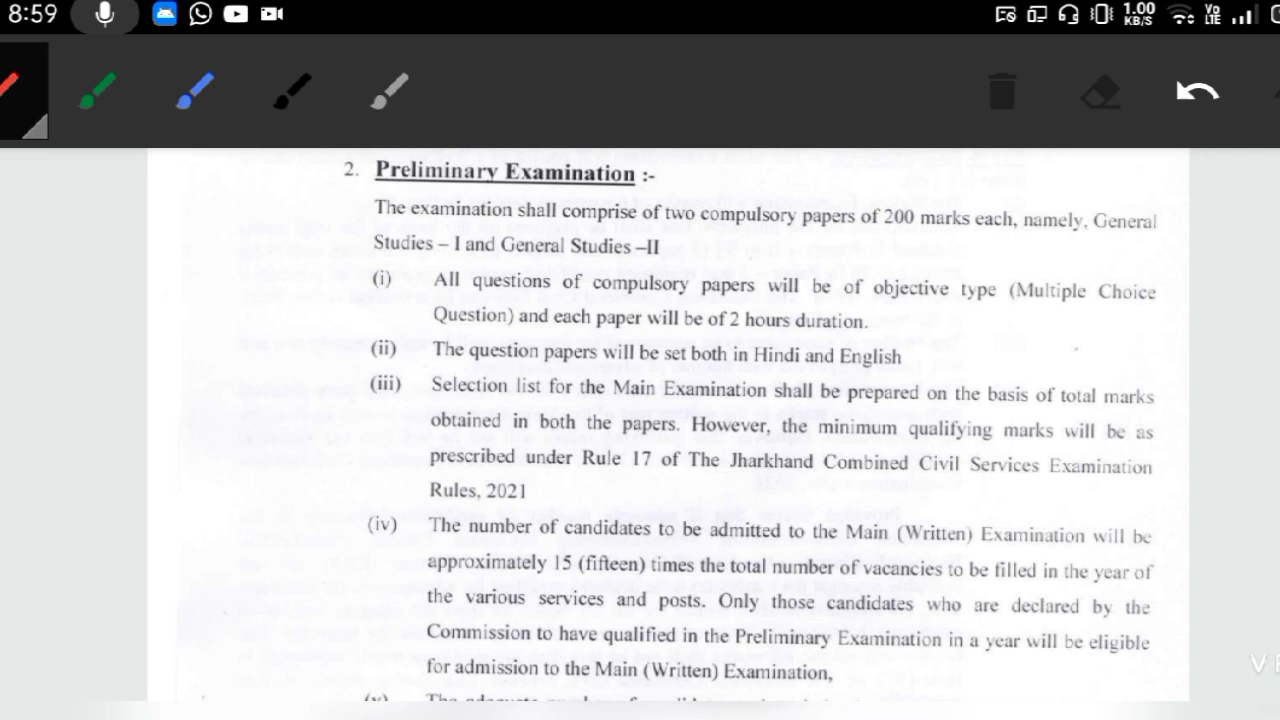 8:59
1.00
KB/S
Vo
LTE
2. Preliminary Examination :-
The examination shall comprise of two compulsory papers of 200 marks each, namely, General
Studies – I and General Studies –II
(i) All questions of compulsory papers will be of objective type (Multiple Choice
Question) and each paper will be of 2 hours duration.
(ii) The question papers will be set both in Hindi and English
(iii) Selection list for the Main Examination shall be prepared on the basis of total marks
obtained in both the papers. However, the minimum qualifying marks will be as
prescribed under Rule 17 of The Jharkhand Combined Civil Services Examination
Rules, 2021
(iv) The number of candidates to be admitted to the Main (Written) Examination will be
approximately 15 (fifteen) times the total number of vacancies to be filled in the year of
the various services and posts. Only those candidates who are declared by the
Commission to have qualified in the Preliminary Examination in a year will be eligible
for admission to the Main (Written) Examination,
(v) The